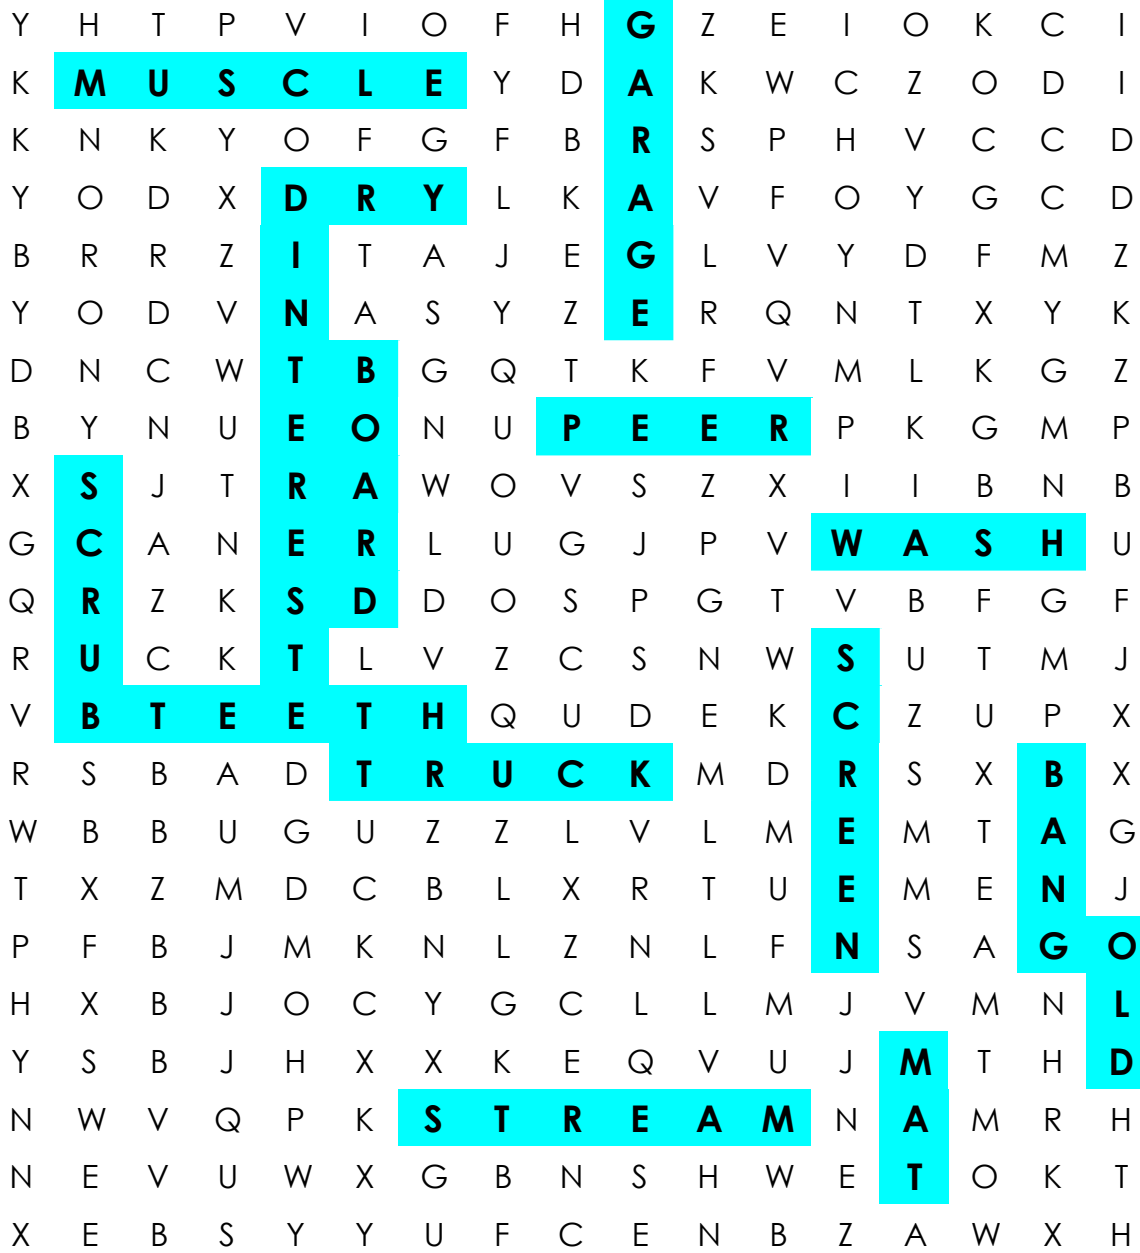 Y H T P V I O F H G Z E I O K C I
K M U S C L E Y D A K W C Z O D I
K N K Y O F G F B R S P H V C C D
Y O D X D R Y L K A V F O Y G C D
B R R Z I T A J E G L V Y D F M Z
Y O D V N A S Y Z E R Q N T X Y K
D N C W T B G Q T K F V M L K G Z
B Y N U E O N U P E E R P K G M P
X S J T R A W O V S Z X I I B N B
G C A N E R L U G J P V W A S H U
Q R Z K S D D O S P G T V B F G F
R U C K T L V Z C S N W S U T M J
V B T E E T H Q U D E K C Z U P X
R S B A D T R U C K M D R S X B X
W B B U G U Z Z L V L M E M T A G
T X Z M D C B L X R T U E M E N J
P F B J M K N L Z N L F N S A G O
H X B J O C Y G C L L M J V M N L
Y S B J H X X K E Q V U J M T H D
N W V Q P K S T R E A M N A M R H
N E V U W X G B N S H W E T O K T
X E B S Y Y U F C E N B Z A W X H